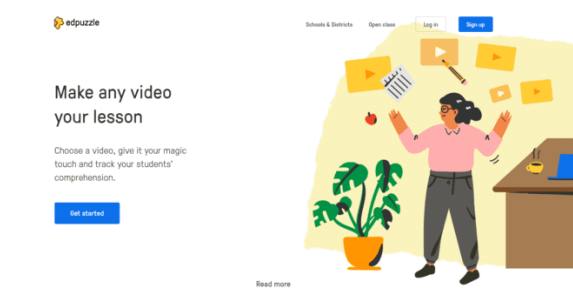 edpuzzle
Schools & Districts Open class Log in Sign up
Make any video
your lesson
Choose a video, give it your magic
touch and track your students'
comprehension.
Get started
Read more